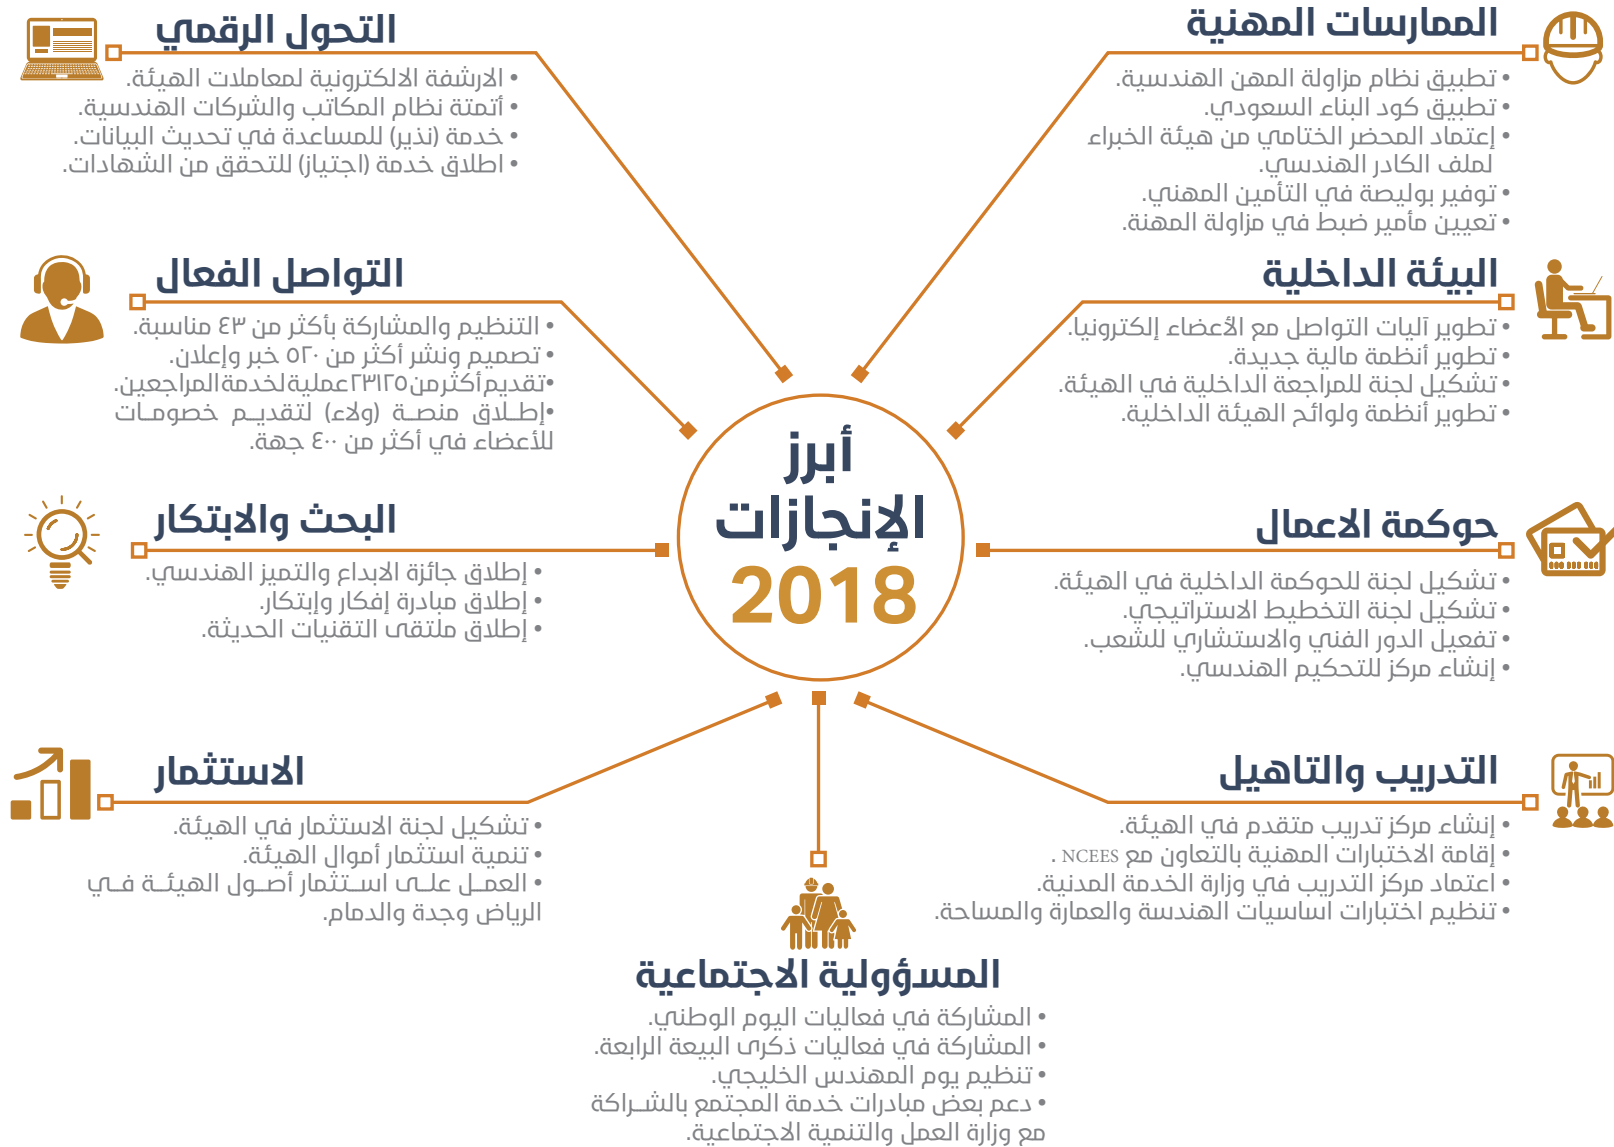 أبرز
الإنجازات
2018
الممارسات المهنية
• تطبيق نظام مزاولة المهن الهندسية.
• تطبيق كود البناء السعودي.
• إعتماد المحضر الختامي من هيئة الخبراء
لملف الكادر الهندسي.
• توفير بوليصة في التأمين المهني.
• تعيين مأمير ضبط في مزاولة المهنة.
البيئة الداخلية
• تطوير آليات التواصل مع الأعضاء إلكترونيا.
• تطوير أنظمة مالية جديدة.
• تشكيل لجنة للمراجعة الداخلية في الهيئة.
• تطوير أنظمة ولوائح الهيئة الداخلية.
حوكمة الاعمال
• تشكيل لجنة للحوكمة الداخلية في الهيئة.
• تشكيل لجنة التخطيط الاستراتيجي.
• تفعيل الدور الفني والاستشاري للشعب.
• إنشاء مركز للتحكيم الهندسي.
التدريب والتاهيل
• إنشاء مركز تدريب متقدم في الهيئة.
• إقامة الاختبارات المهنية بالتعاون مع NCEES .
• اعتماد مركز التدريب في وزارة الخدمة المدنية.
• تنظيم اختبارات اساسيات الهندسة والعمارة والمساحة.
المسؤولية الاجتماعية
• المشاركة في فعاليات اليوم الوطني.
• المشاركة في فعاليات ذكرى البيعة الرابعة.
• تنظيم يوم المهندس الخليجي.
• دعم بعض مبادرات خدمة المجتمع بالشــراكة
مع وزارة العمل والتنمية الاجتماعية.
التحول الرقمي
• الارشفة الالكترونية لمعاملات الهيئة.
• أتمتة نظام المكاتب والشركات الهندسية.
• خدمة (نذير) للمساعدة في تحديث البيانات.
• اطلاق خدمة (اجتياز) للتحقق من الشهادات.
التواصل الفعال
• التنظيم والمشاركة بأكثر من ٤٣ مناسبة.
• تصميم ونشر أكثر من ٥٢٠ خبر وإعلان.
•تقديم أكثر من ٢٣١٢٥ عملية لخدمة المراجعين.
•إطــلاق منصــة (ولاء) لتقديــم خصومــات
للأعضاء في أكثر من ٤٠٠ جهة.
البحث والابتكار
• إطلاق جائزة الابداع والتميز الهندسي.
• إطلاق مبادرة إفكار وإبتكار.
• إطلاق ملتقى التقنيات الحديثة.
الاستثمار
• تشكيل لجنة الاستثمار في الهيئة.
• تنمية استثمار أموال الهيئة.
• العمــل علــى اســتثمار أصــول الهيئــة فــي
الرياض وجدة والدمام.